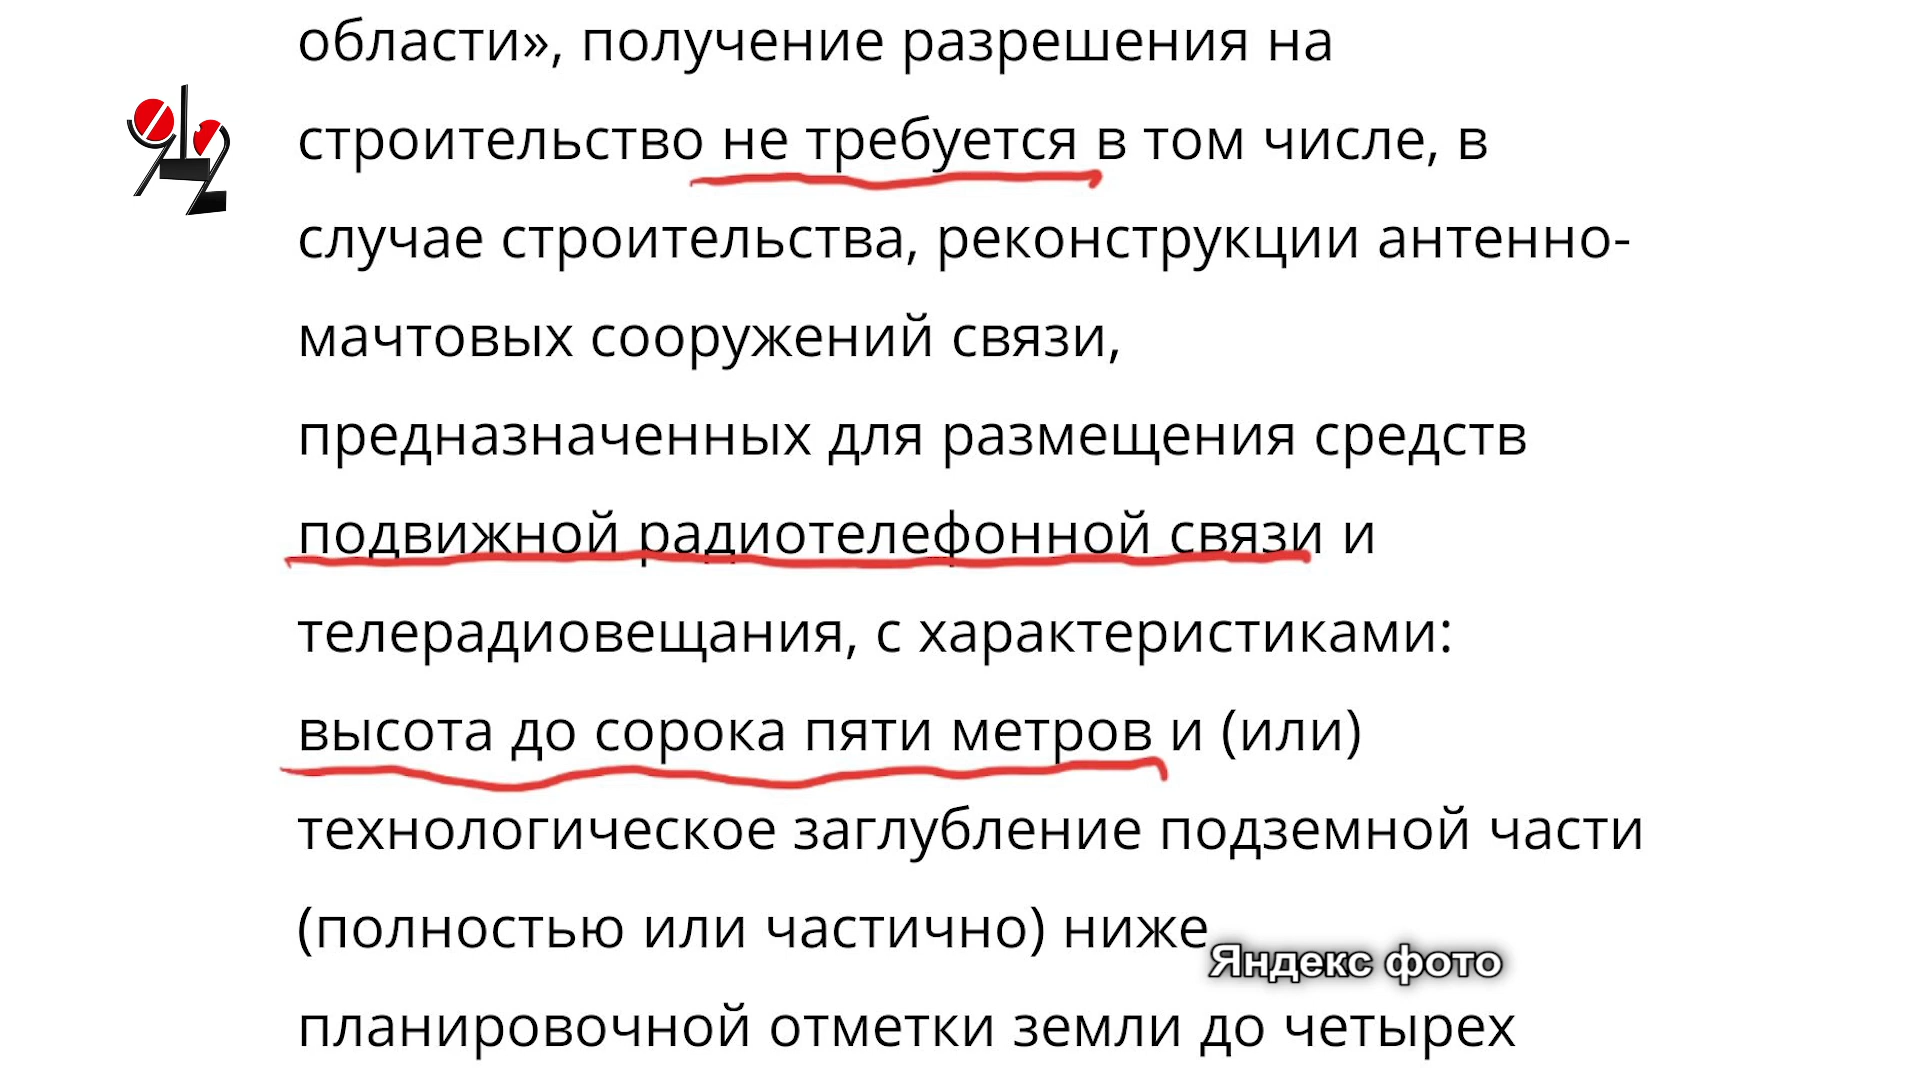 области», получение разрешения на
строительство не требуется в том числе, в
случае строительства, реконструкции антенно-
мачтовых сооружений связи,
предназначенных для размещения средств
подвижной радиотелефонной связи и
телерадиовещания, с характеристиками:
высота до сорока пяти метров и (или)
технологическое заглубление подземной части
(полностью или частично) ниже
Яндекс фото
планировочной отметки земли до четырех